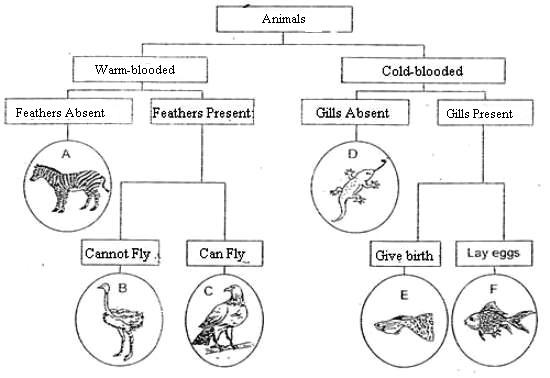 Animals
Warm-blooded
Cold-blooded
Feathers Absent
Feathers Present
Gills Absent
Gills Present
A
D
Cannot Fly
Can Fly
Give birth
Lay eggs
B
C
E
F